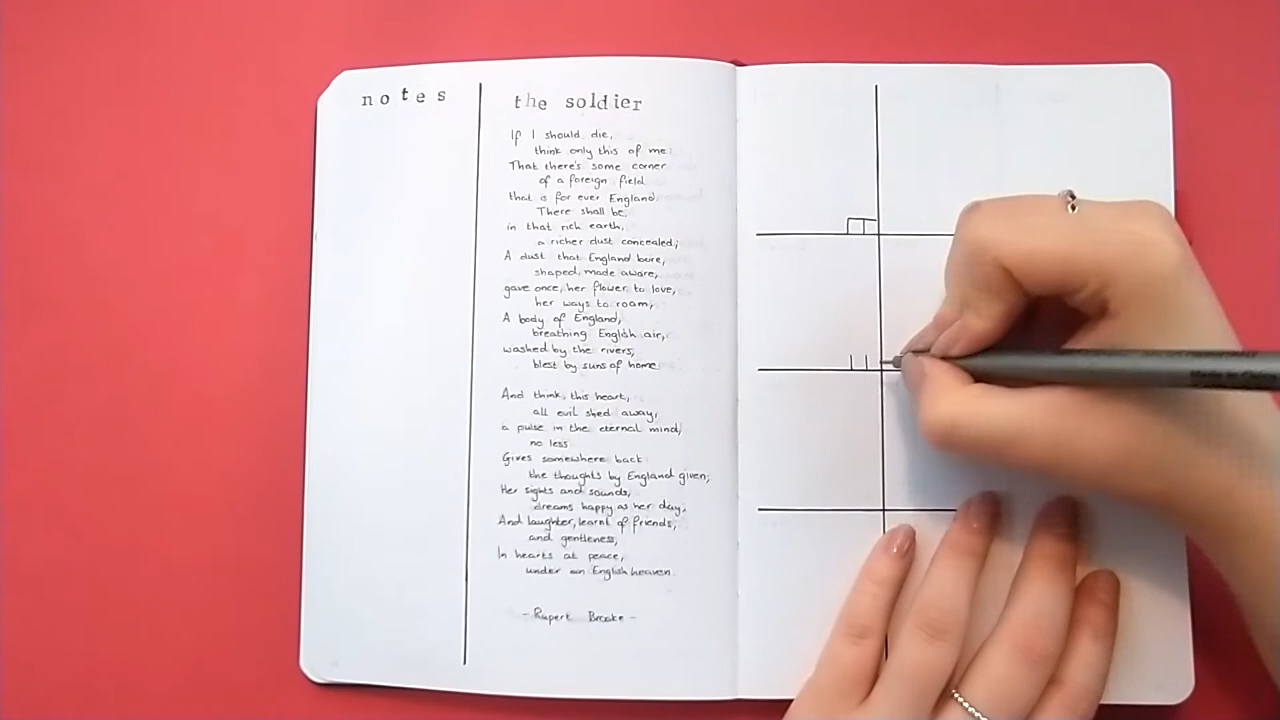 notes
the soldier
If I should die,
think only this of me:
That there's some corner
of a foreign field
that is for ever England.
There shall be,
in that rich earth,
a richer dust concealed;
A dust that England bore,
shaped, made aware,
gave once, her flower to love,
her ways to roam,
A body of England,
breathing English air,
washed by the rivers,
blest by suns of home.
And think, this heart,
all evil shed away,
a pulse in the eternal mind,
no less
Gives somewhere back
the thoughts by England given;
Her sights and sounds,
dreams happy as her day,
And laughter, learnt of friends,
and gentleness,
In hearts at peace,
under an English heaven.
- Rupert Brooke -